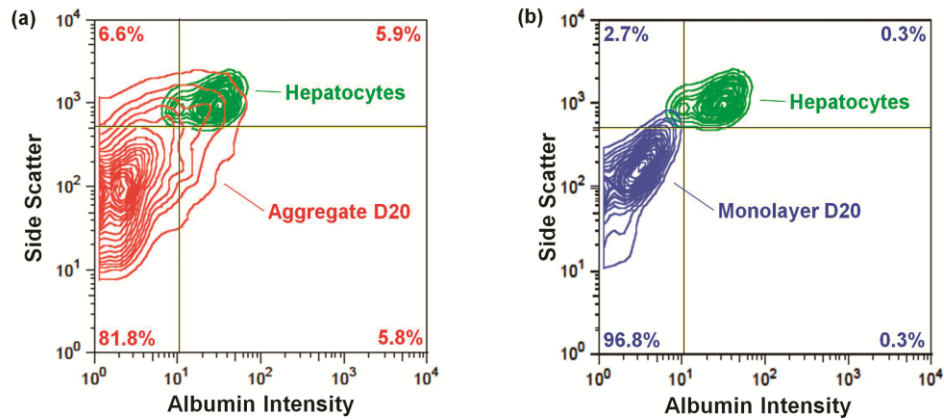 (a)
6.6% 5.9%
Hepatocytes
Aggregate D20
81.8% 5.8%
Side Scatter
10⁴
10³
10²
10¹
10⁰
10⁰ 10¹ 10² 10³ 10⁴
Albumin Intensity
(b)
2.7% 0.3%
Hepatocytes
Monolayer D20
96.8% 0.3%
Side Scatter
10⁴
10³
10²
10¹
10⁰
10⁰ 10¹ 10² 10³ 10⁴
Albumin Intensity